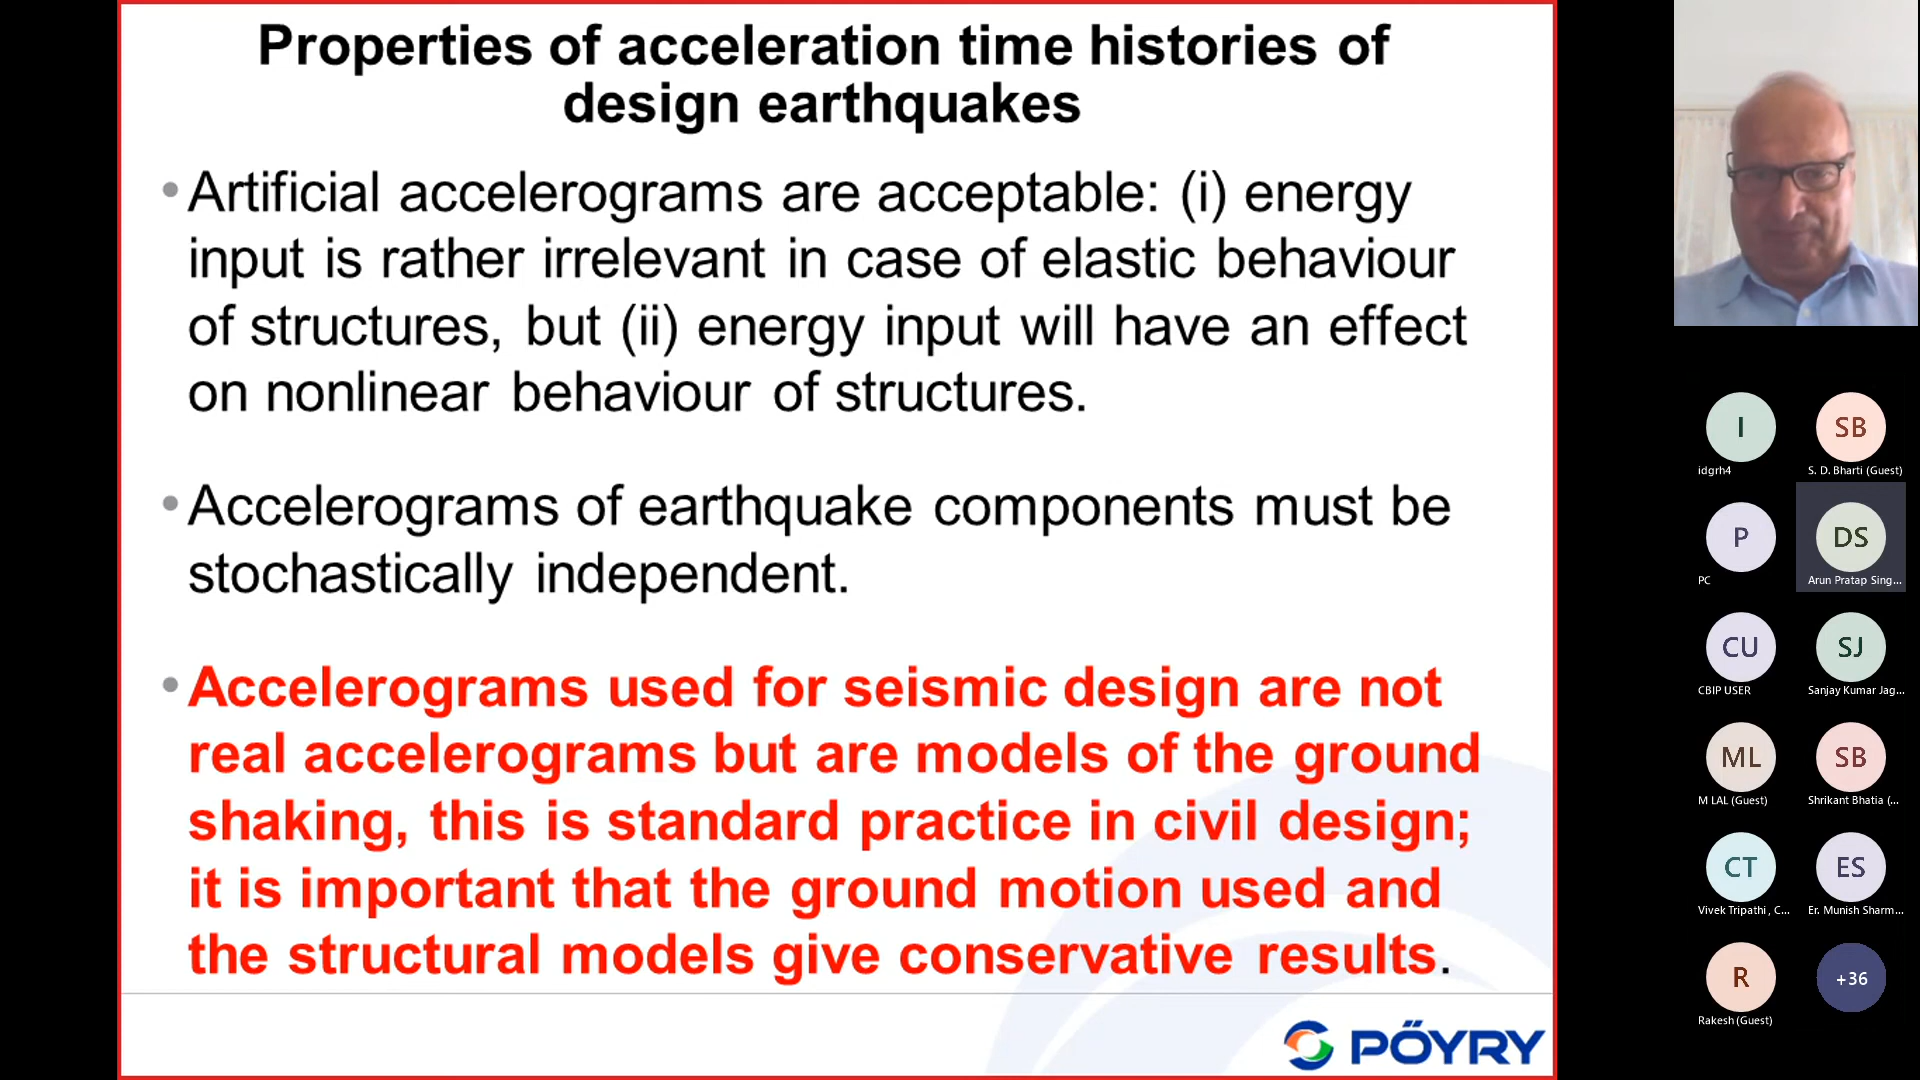 Properties of acceleration time histories of
design earthquakes
• Artificial accelerograms are acceptable: (i) energy
input is rather irrelevant in case of elastic behaviour
of structures, but (ii) energy input will have an effect
on nonlinear behaviour of structures.
• Accelerograms of earthquake components must be
stochastically independent.
• Accelerograms used for seismic design are not
real accelerograms but are models of the ground
shaking, this is standard practice in civil design;
it is important that the ground motion used and
the structural models give conservative results.
PÖYRY
I
idgrh4
SB
S. D. Bharti (Guest)
P
PC
DS
Arun Pratap Sing...
CU
CBIP USER
SJ
Sanjay Kumar Jag...
ML
M LAL (Guest)
SB
Shrikant Bhatia (...
CT
Vivek Tripathi , C...
ES
Er. Munish Sharm...
R
Rakesh (Guest)
+36